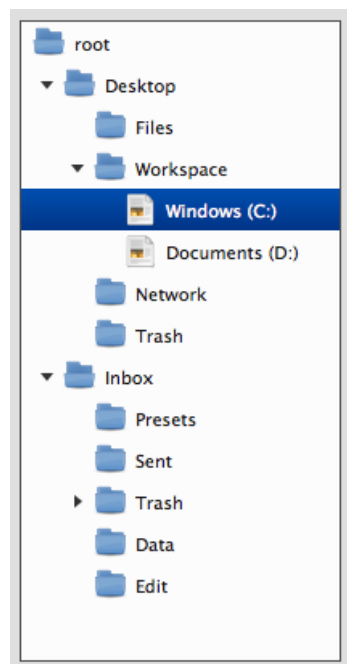 root
Desktop
Files
Workspace
Windows (C:)
Documents (D:)
Network
Trash
Inbox
Presets
Sent
Trash
Data
Edit